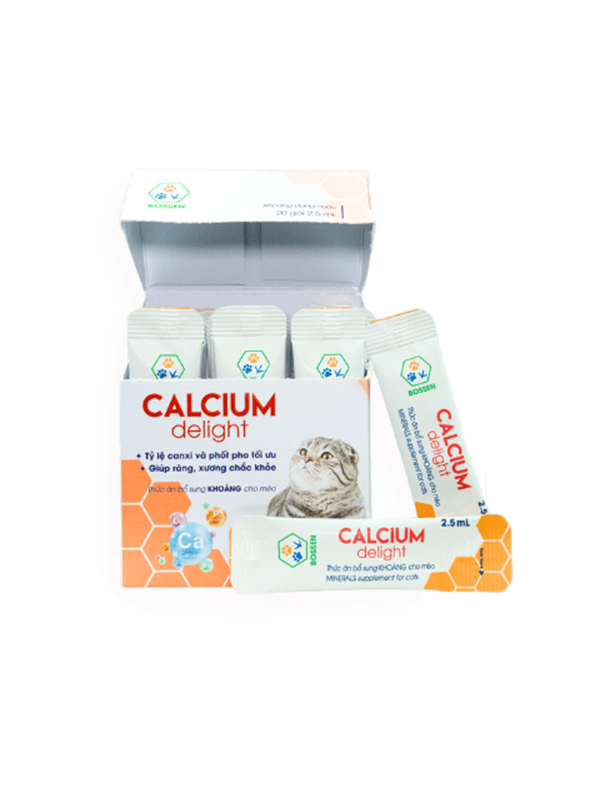 BOSSEN
Khoáng dạng nước
20 gói 2.5 mL
CALCIUM
delight
+ Tỷ lệ canxi và phốt pho tối ưu
+ Giúp răng, xương chắc khỏe
Thức ăn bổ sung KHOÁNG cho mèo
Ca
BOSSEN
CALCIUM
delight
Thức ăn bổ sung KHOÁNG cho mèo
MINERALS supplement for cats
2.5
BOSSEN
CALCIUM
delight
2.5 mL
Thức ăn bổ sung KHOÁNG cho mèo
MINERALS supplement for cats